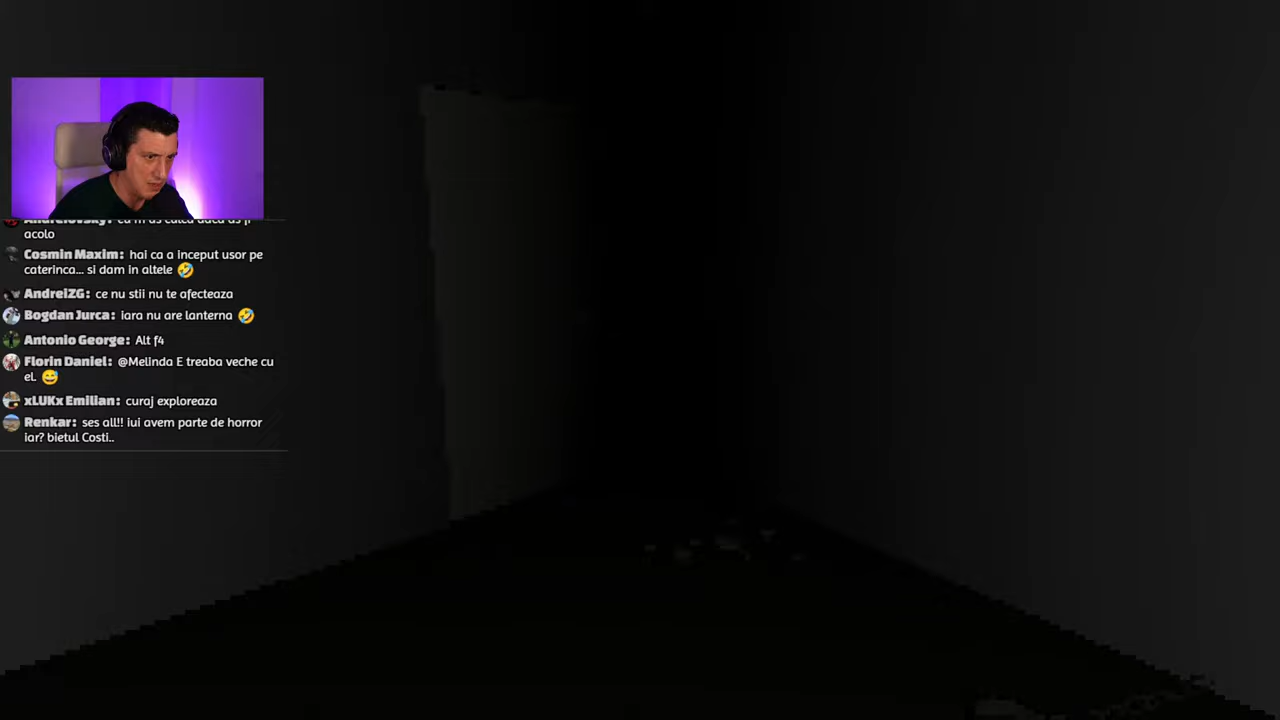 acolo
Cosmin Maxim: hai ca a inceput usor pe
caterinca... si dam in altele 🤣
AndreiZG: ce nu stii nu te afecteaza
Bogdan Jurca: iara nu are lanterna 🤣
Antonio George: Alt f4
Florin Daniel: @Melinda E treaba veche cu
el. 😅
xLUKx Emilian: curaj exploreaza
Renkar: ses all!! iui avem parte de horror
iar? bietul Costi..